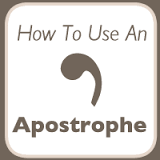 How To Use An
’
Apostrophe